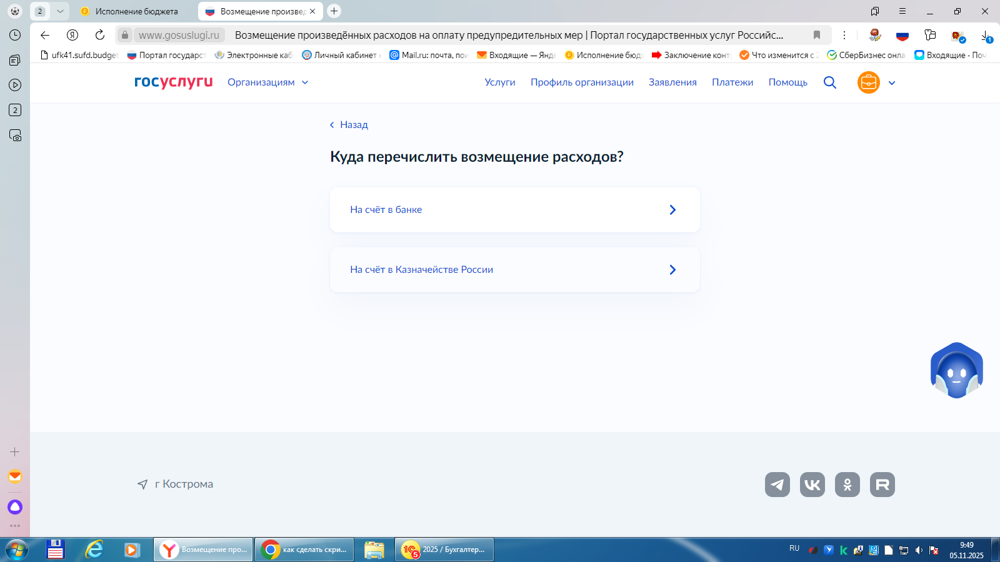 2
Исполнение бюджета
Возмещение произвед
www.gosuslugi.ru
Возмещение произведённых расходов на оплату предупредительных мер | Портал государственных услуг Российс...
1
ufk41.sufd.budget
Портал государст
Электронные каб
Личный кабинет
Mail.ru: почта, пои
Входящие — Янде
Исполнение бюдж
Заключение конт
Что изменится с 2
СберБизнес онла
Входящие - Поч
госуслуги
Организациям
Услуги
Профиль организации
Заявления
Платежи
Помощь
2
Назад
Куда перечислить возмещение расходов?
На счёт в банке
На счёт в Казначействе России
г Кострома
Возмещение про...
как сделать скри...
2025 / Бухгалтер...
RU
9:49
05.11.2025